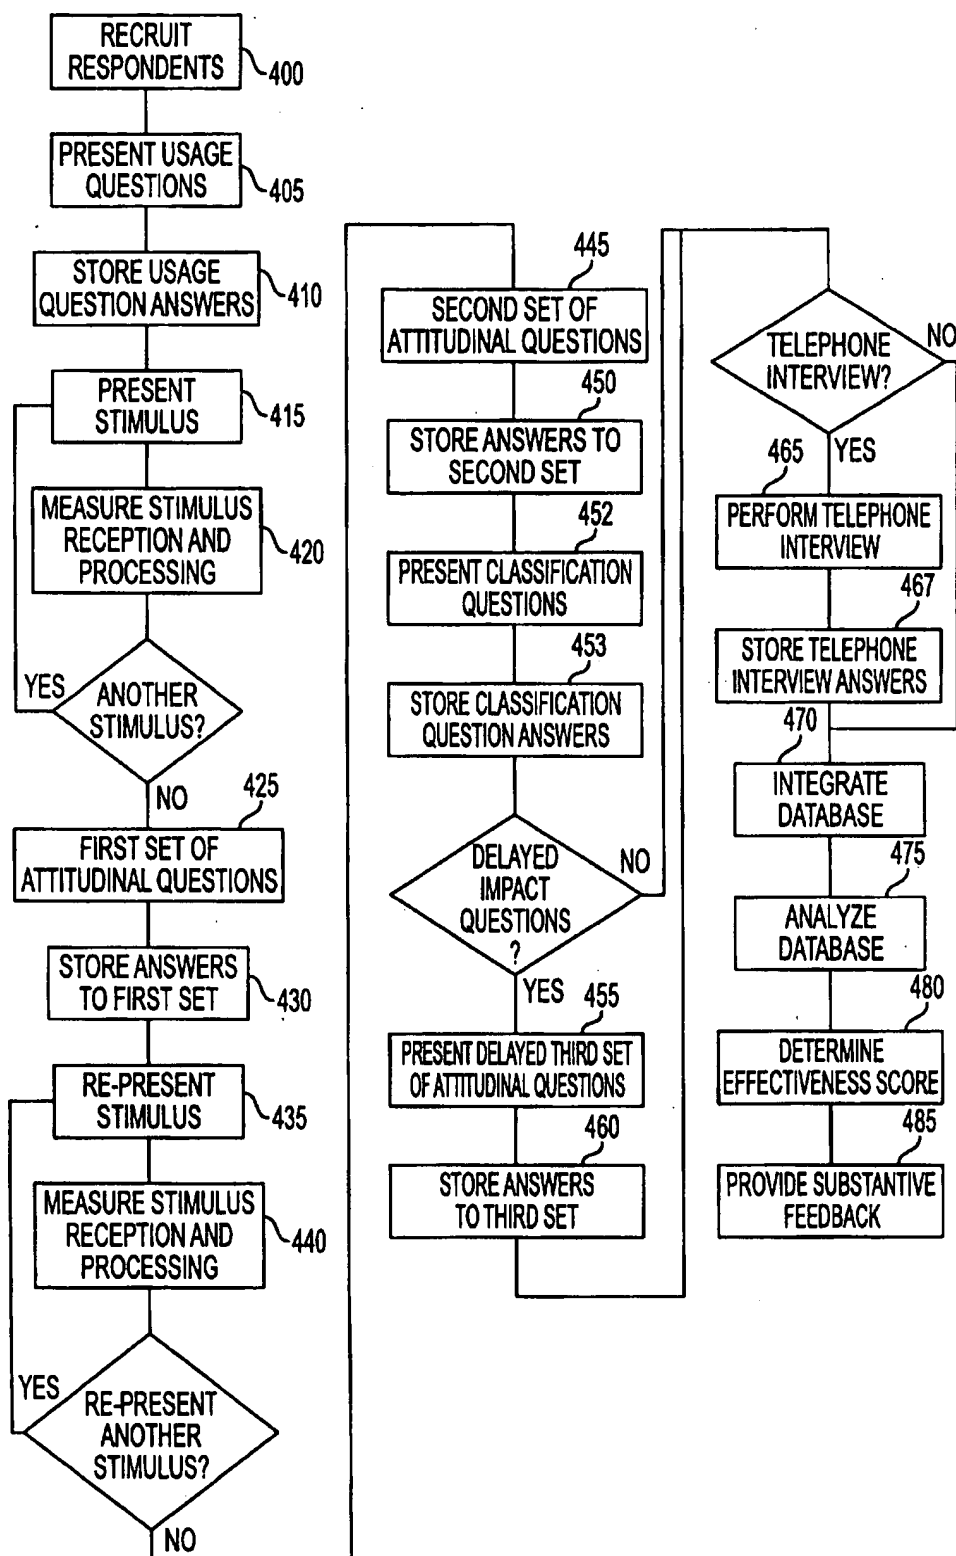 RECRUIT
RESPONDENTS
400
PRESENT USAGE
QUESTIONS
405
STORE USAGE
QUESTION ANSWERS
410
PRESENT
STIMULUS
415
MEASURE STIMULUS
RECEPTION AND
PROCESSING
420
YES
ANOTHER
STIMULUS?
NO
425
FIRST SET OF
ATTITUDINAL QUESTIONS
STORE ANSWERS
TO FIRST SET
430
RE-PRESENT
STIMULUS
435
MEASURE STIMULUS
RECEPTION AND
PROCESSING
440
YES
RE-PRESENT
ANOTHER
STIMULUS?
NO
445
SECOND SET OF
ATTITUDINAL QUESTIONS
450
STORE ANSWERS TO
SECOND SET
452
PRESENT CLASSIFICATION
QUESTIONS
453
STORE CLASSIFICATION
QUESTION ANSWERS
DELAYED
IMPACT
QUESTIONS
?
NO
YES
455
PRESENT DELAYED THIRD SET
OF ATTITUDINAL QUESTIONS
460
STORE ANSWERS
TO THIRD SET
TELEPHONE
INTERVIEW?
NO
YES
465
PERFORM TELEPHONE
INTERVIEW
467
STORE TELEPHONE
INTERVIEW ANSWERS
470
INTEGRATE
DATABASE
475
ANALYZE
DATABASE
480
DETERMINE
EFFECTIVENESS SCORE
485
PROVIDE SUBSTANTIVE
FEEDBACK